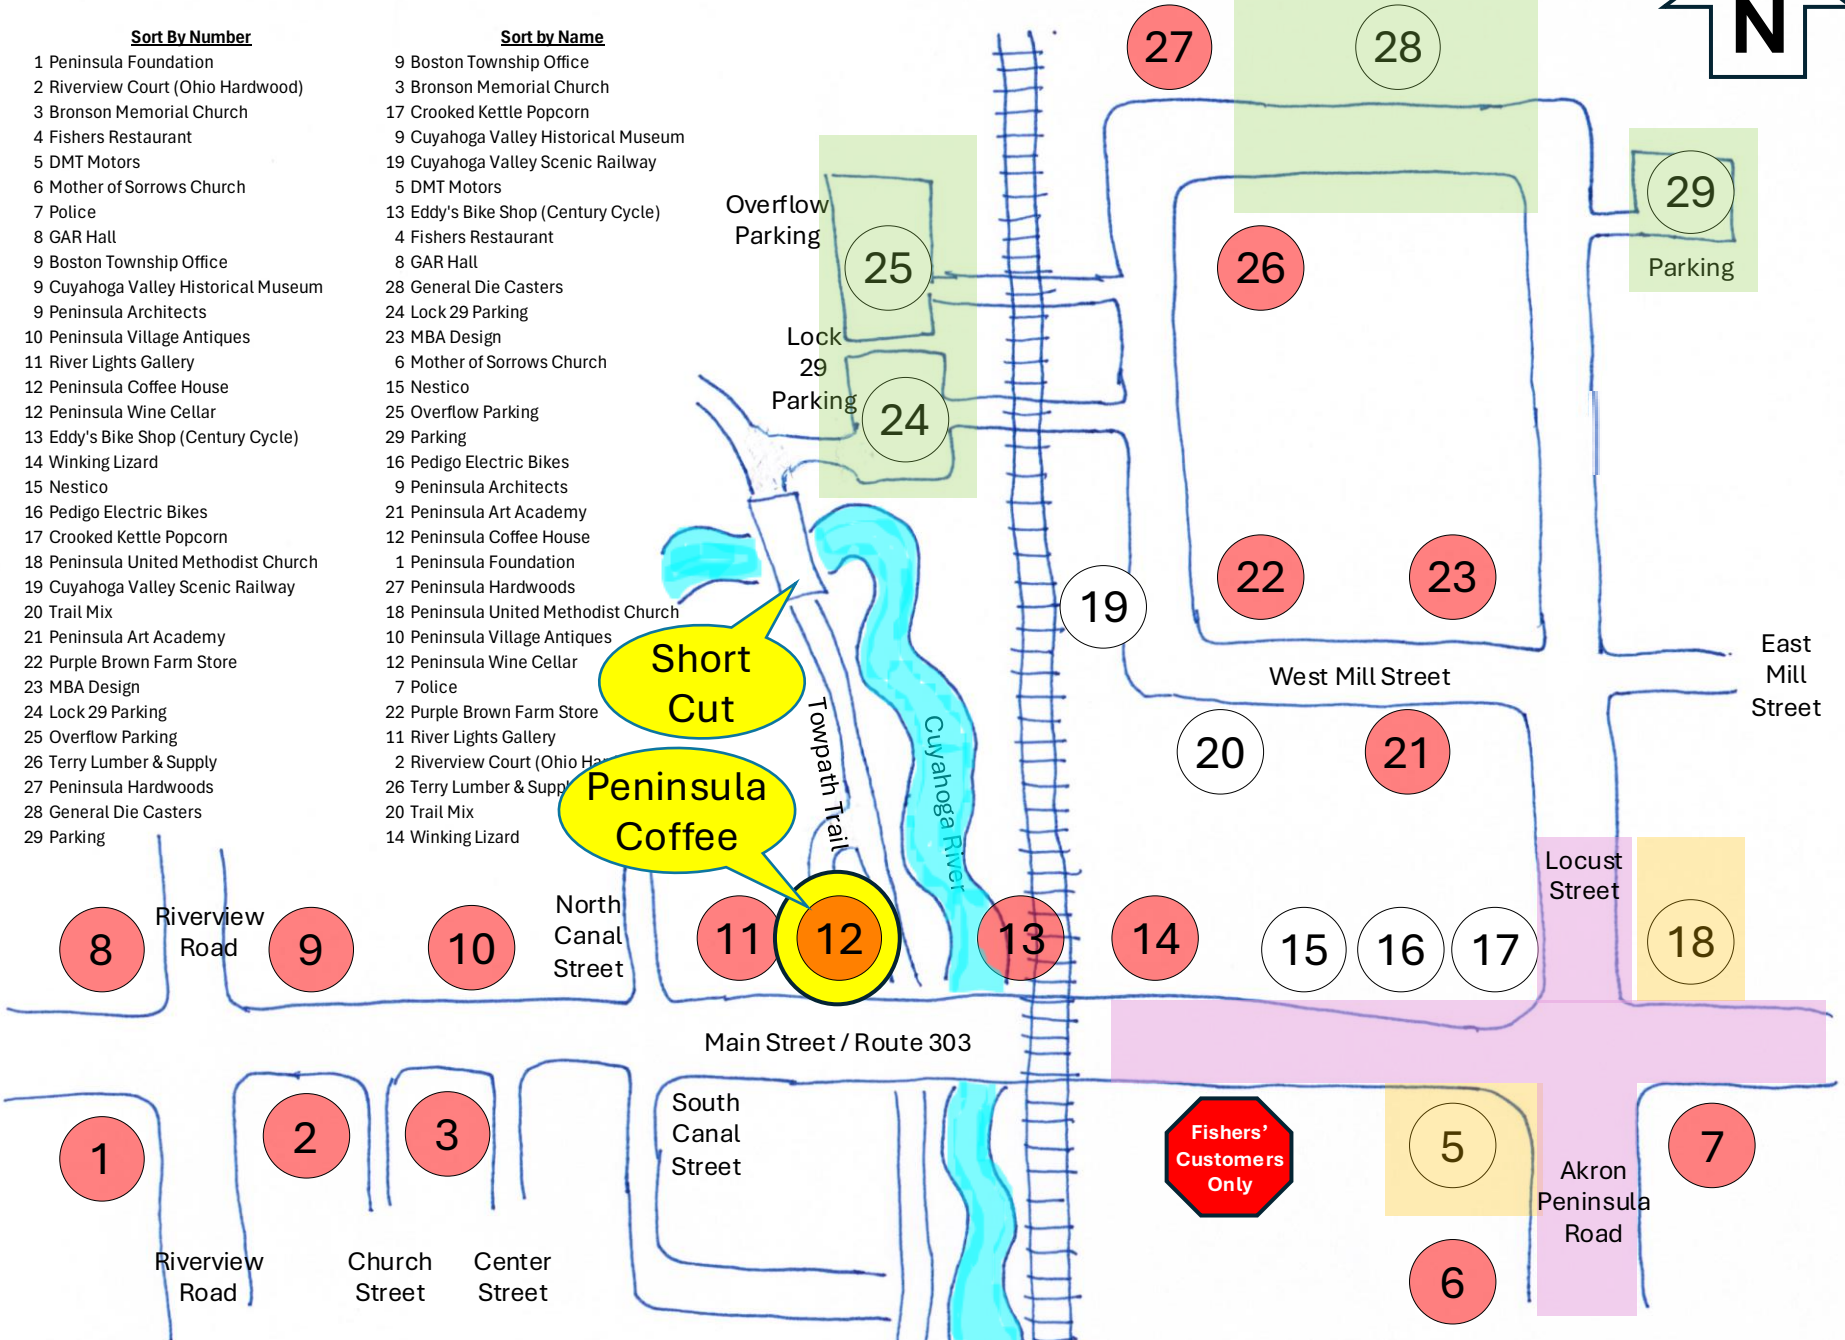 Sort By Number
1 Peninsula Foundation
2 Riverview Court (Ohio Hardwood)
3 Bronson Memorial Church
4 Fishers Restaurant
5 DMT Motors
6 Mother of Sorrows Church
7 Police
8 GAR Hall
9 Boston Township Office
9 Cuyahoga Valley Historical Museum
9 Peninsula Architects
10 Peninsula Village Antiques
11 River Lights Gallery
12 Peninsula Coffee House
12 Peninsula Wine Cellar
13 Eddy's Bike Shop (Century Cycle)
14 Winking Lizard
15 Nestico
16 Pedigo Electric Bikes
17 Crooked Kettle Popcorn
18 Peninsula United Methodist Church
19 Cuyahoga Valley Scenic Railway
20 Trail Mix
21 Peninsula Art Academy
22 Purple Brown Farm Store
23 MBA Design
24 Lock 29 Parking
25 Overflow Parking
26 Terry Lumber & Supply
27 Peninsula Hardwoods
28 General Die Casters
29 Parking
Sort by Name
9 Boston Township Office
3 Bronson Memorial Church
17 Crooked Kettle Popcorn
9 Cuyahoga Valley Historical Museum
19 Cuyahoga Valley Scenic Railway
5 DMT Motors
13 Eddy's Bike Shop (Century Cycle)
4 Fishers Restaurant
8 GAR Hall
28 General Die Casters
24 Lock 29 Parking
23 MBA Design
6 Mother of Sorrows Church
15 Nestico
25 Overflow Parking
29 Parking
16 Pedigo Electric Bikes
9 Peninsula Architects
21 Peninsula Art Academy
12 Peninsula Coffee House
1 Peninsula Foundation
27 Peninsula Hardwoods
18 Peninsula United Methodist Church
10 Peninsula Village Antiques
12 Peninsula Wine Cellar
7 Police
22 Purple Brown Farm Store
11 River Lights Gallery
2 Riverview Court (Ohio
26 Terry Lumber &
20 Trail Mix
14 Winking Lizard
N
27
28
29
Parking
Overflow
Parking
25
26
Lock
29
Parking
24
22
23
19
East
Mill
Street
West Mill Street
Short
Cut
Towpath Trail
Cuyahoga River
20
21
Peninsula
Coffee
Locust
Street
8
Riverview
Road
9
10
North
Canal
Street
11
12
13
14
15
16
17
18
Main Street / Route 303
1
2
3
South
Canal
Street
Fishers’
Customers
Only
5
7
Akron
Peninsula
Road
6
Riverview
Road
Church
Street
Center
Street